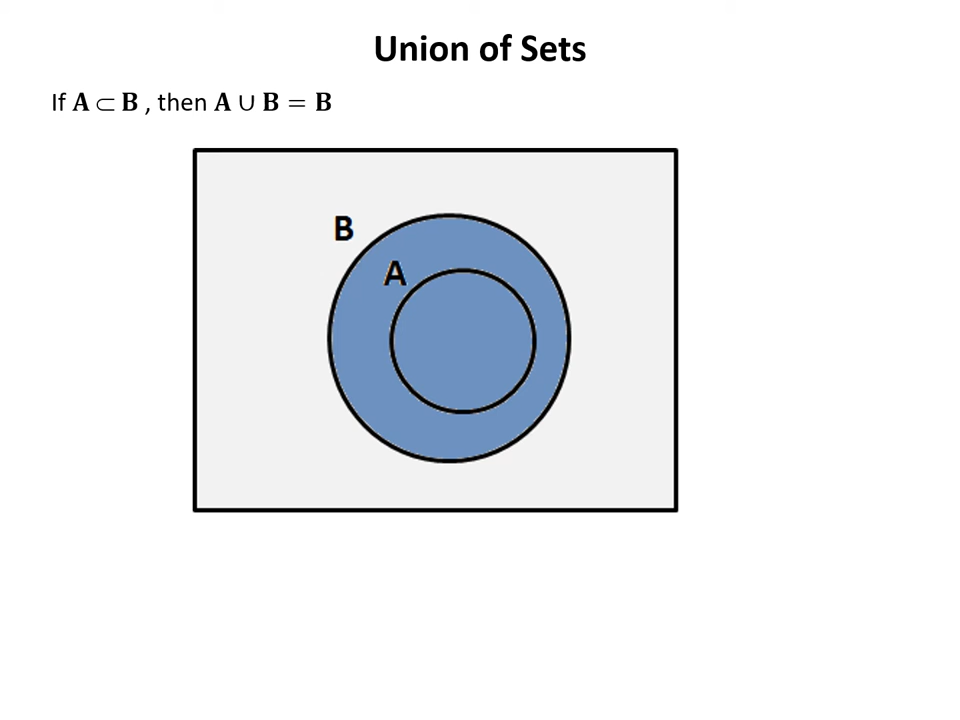 Union of Sets
If A ⊂ B , then A ∪ B = B
B
A